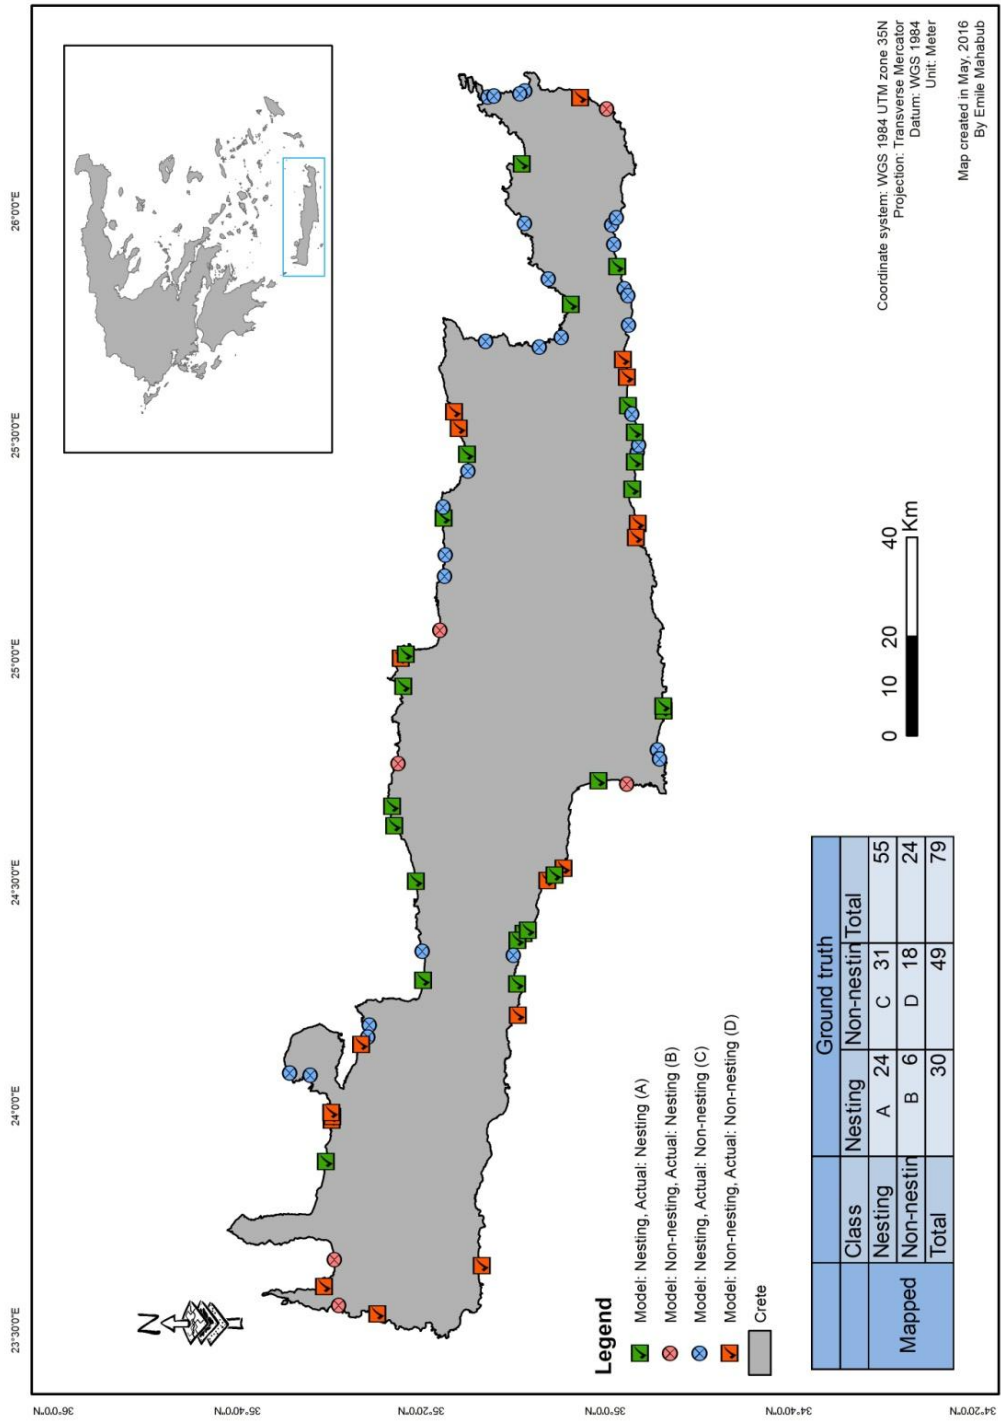 23°30'0"E
24°0'0"E
24°30'0"E
25°0'0"E
25°30'0"E
26°0'0"E
36°0'0"N
35°40'0"N
35°20'0"N
35°0'0"N
34°40'0"N
34°20'0"N
N
Legend
Model: Nesting, Actual: Nesting (A)
Model: Non-nesting, Actual: Nesting (B)
Model: Nesting, Actual: Non-nesting (C)
Model: Non-nesting, Actual: Non-nesting (D)
Crete
Ground truth
Class Nesting Non-nestin Total
Mapped
Nesting A 24 C 31 55
Non-nestin B 6 D 18 24
Total 30 49 79
0 10 20 40
Km
Coordinate system: WGS 1984 UTM zone 35N
Projection: Transverse Mercator
Datum: WGS 1984
Unit: Meter
Map created in May, 2016
By Emile Mahabub